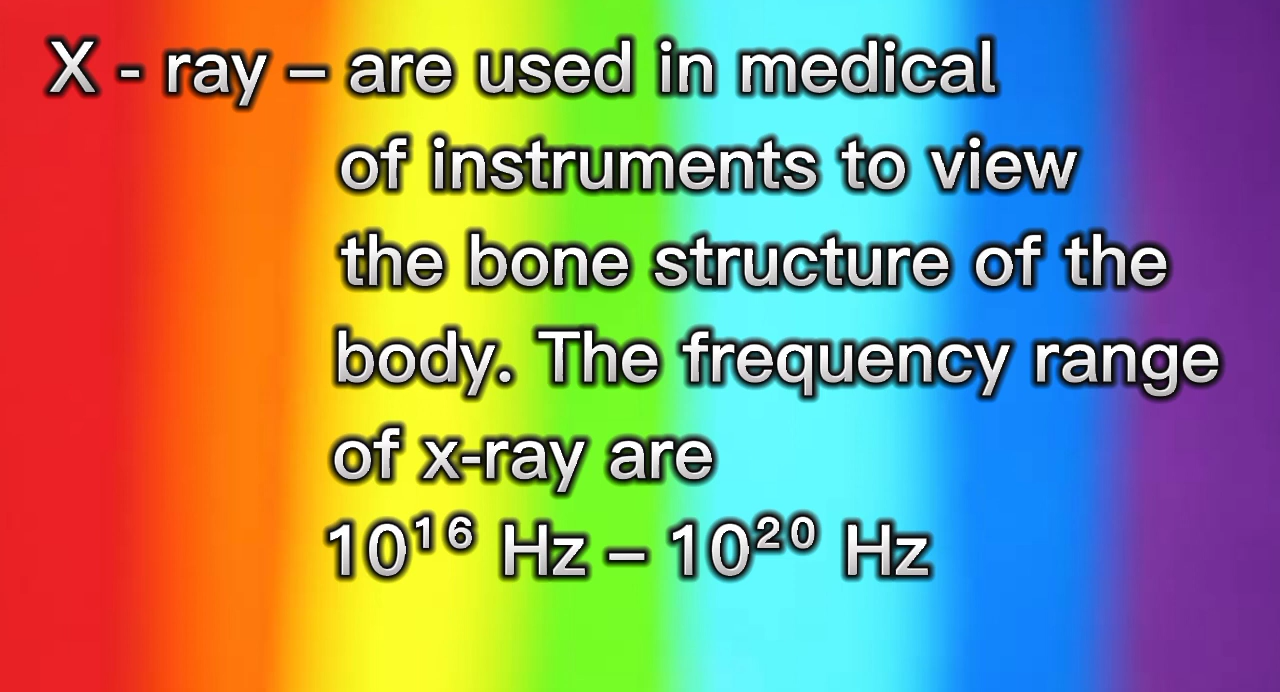 X - ray – are used in medical
of instruments to view
the bone structure of the
body. The frequency range
of x-ray are
10¹⁶ Hz – 10²⁰ Hz